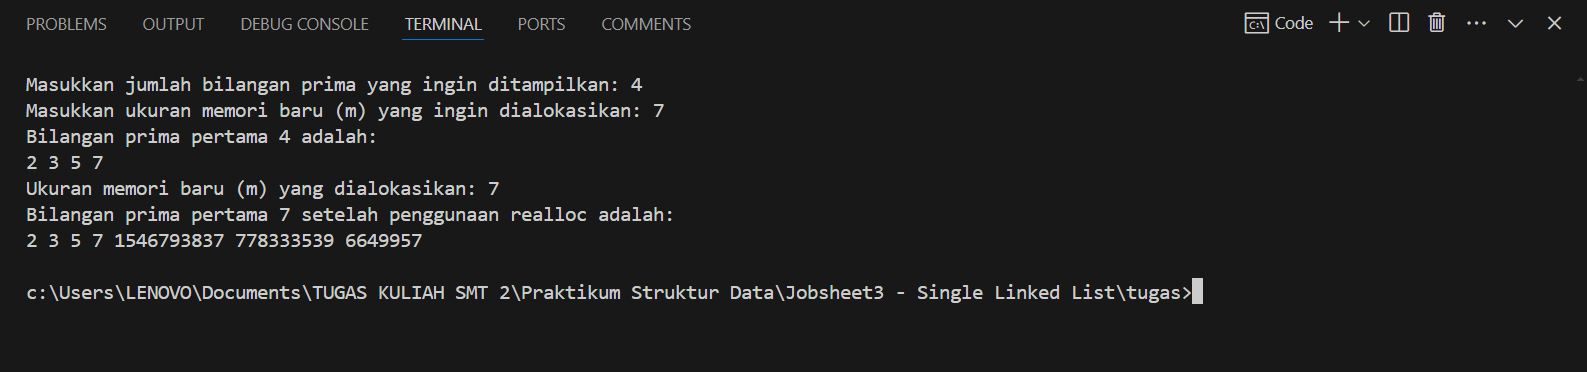 PROBLEMS OUTPUT DEBUG CONSOLE TERMINAL PORTS COMMENTS Code
Masukkan jumlah bilangan prima yang ingin ditampilkan: 4
Masukkan ukuran memori baru (m) yang ingin dialokasikan: 7
Bilangan prima pertama 4 adalah:
2 3 5 7
Ukuran memori baru (m) yang dialokasikan: 7
Bilangan prima pertama 7 setelah penggunaan realloc adalah:
2 3 5 7 1546793837 778333539 6649957
c:\Users\LENOVO\Documents\TUGAS KULIAH SMT 2\Praktikum Struktur Data\Jobsheet3 - Single Linked List\tugas>